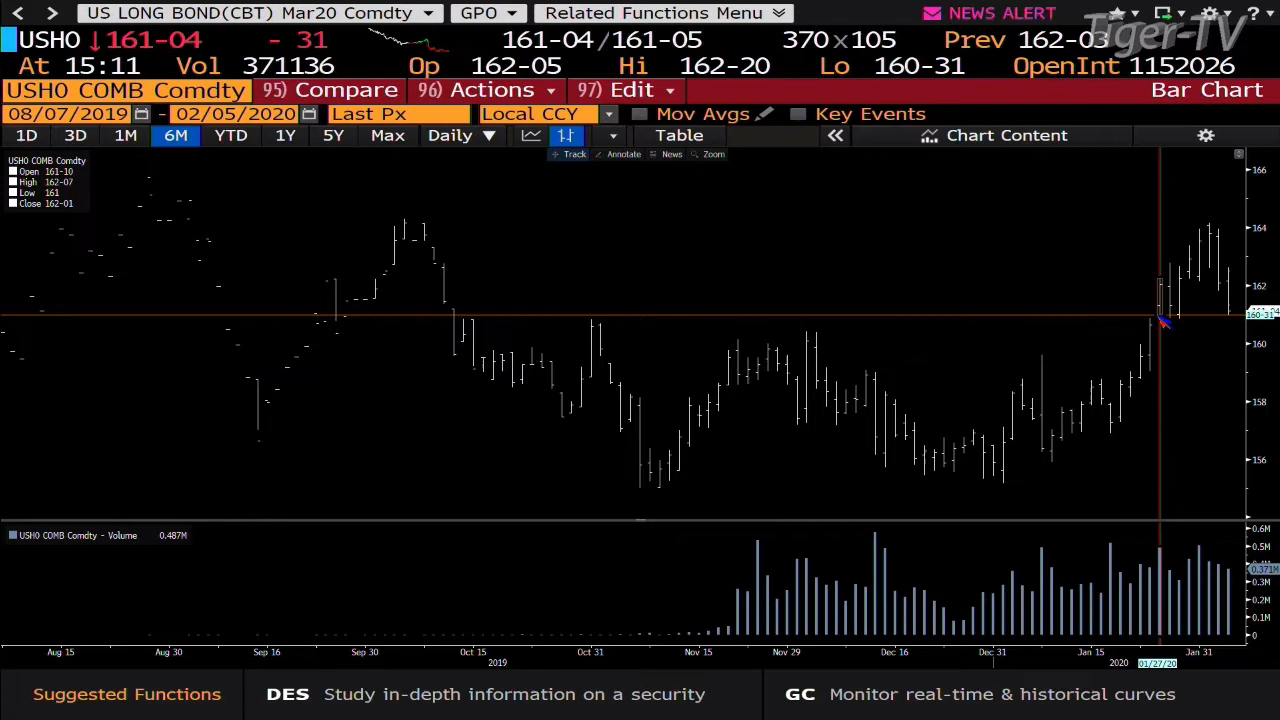 US LONG BOND(CBT) Mar20 Comdty GPO Related Functions Menu NEWS ALERT
Tiger-TV
USH0 ↓161-04 - 31 161-04/161-05 370x105 Prev 162-03
At 15:11 Vol 371136 Op 162-05 Hi 162-20 Lo 160-31 OpenInt 1152026
USH0 COMB Comdty 95) Compare 96) Actions 97) Edit Bar Chart
08/07/2019 - 02/05/2020 Last Px Local CCY Mov Avgs Key Events
1D 3D 1M 6M YTD 1Y 5Y Max Daily ▼ Table Chart Content
Track Annotate News Zoom
USH0 COMB Comdty
Open 161-10
High 162-07
Low 161
Close 162-01
166
164
162
160-31
160
158
156
USH0 COMB Comdty - Volume 0.487M
0.6M
0.5M
0.371M
0.3M
0.2M
0.1M
0
Aug 15 Aug 30 Sep 16 Sep 30 Oct 15 Oct 31 Nov 15 Nov 29 Dec 16 Dec 31 Jan 15 Jan 31
2019 2020 01/27/20
Suggested Functions DES Study in-depth information on a security GC Monitor real-time & historical curves